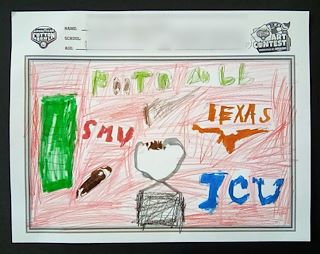 NAME:
SCHOOL:
AGE:
ART
CONTEST
TEXAS
SMU
TCU